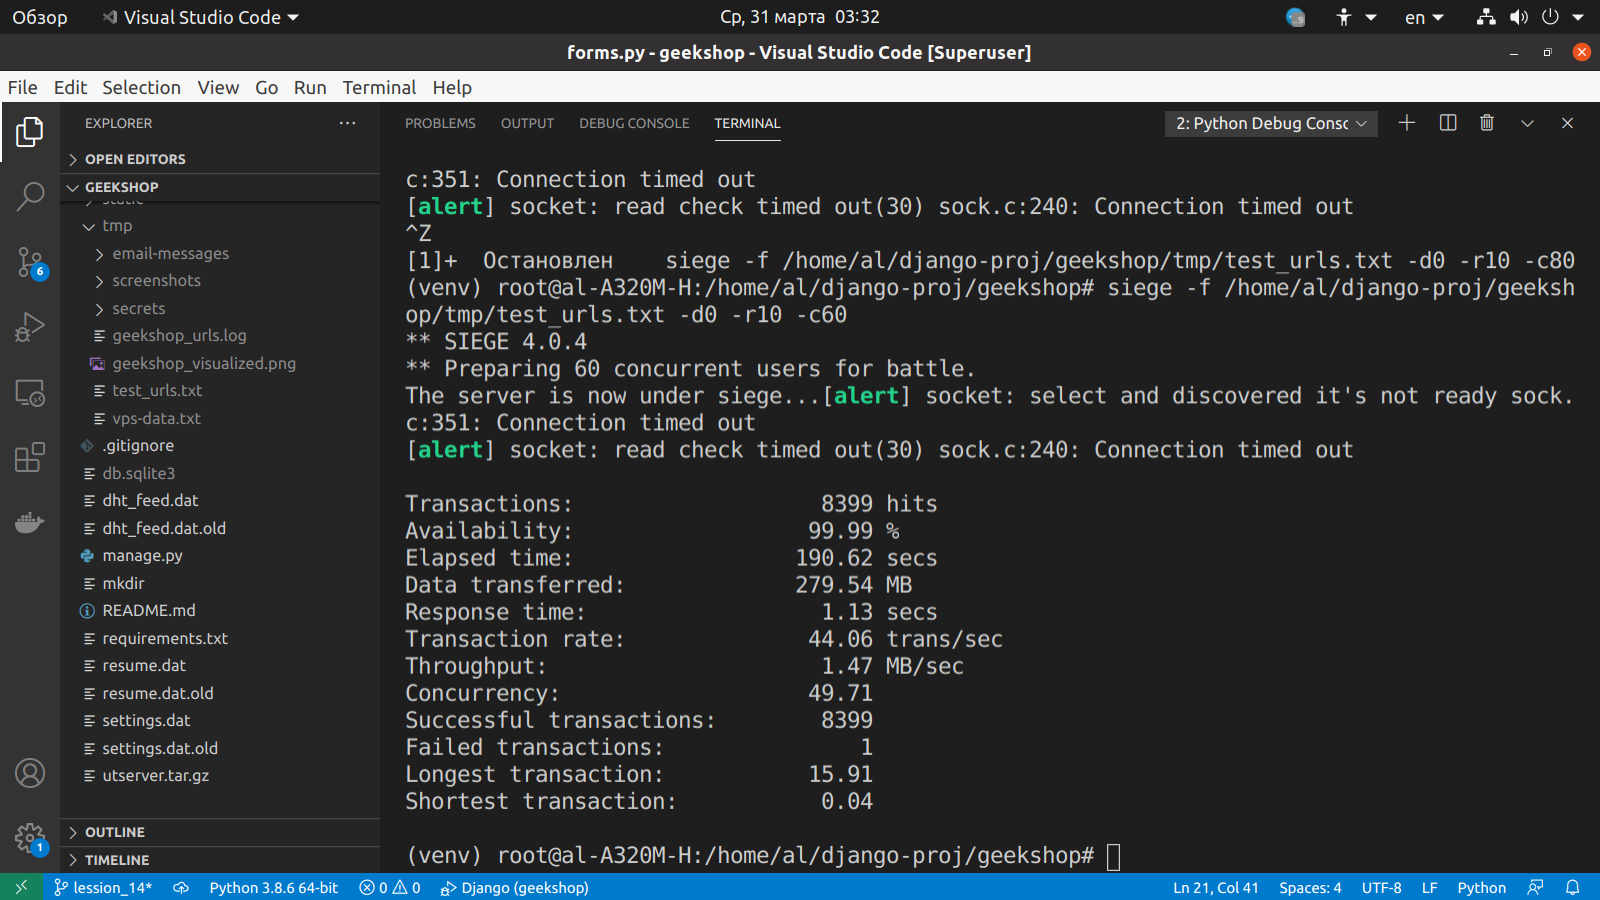 Обзор Visual Studio Code Ср, 31 марта 03:32 en
forms.py - geekshop - Visual Studio Code [Superuser]
File Edit Selection View Go Run Terminal Help
EXPLORER
OPEN EDITORS
GEEKSHOP
static
tmp
email-messages
screenshots
secrets
geekshop_urls.log
geekshop_visualized.png
test_urls.txt
vps-data.txt
.gitignore
db.sqlite3
dht_feed.dat
dht_feed.dat.old
manage.py
mkdir
README.md
requirements.txt
resume.dat
resume.dat.old
settings.dat
settings.dat.old
utserver.tar.gz
OUTLINE
TIMELINE
6
1
PROBLEMS OUTPUT DEBUG CONSOLE TERMINAL 2: Python Debug Consc
c:351: Connection timed out
[alert] socket: read check timed out(30) sock.c:240: Connection timed out
^Z
[1]+ Остановлен siege -f /home/al/django-proj/geekshop/tmp/test_urls.txt -d0 -r10 -c80
(venv) root@al-A320M-H:/home/al/django-proj/geekshop# siege -f /home/al/django-proj/geeksh
op/tmp/test_urls.txt -d0 -r10 -c60
** SIEGE 4.0.4
** Preparing 60 concurrent users for battle.
The server is now under siege...[alert] socket: select and discovered it's not ready sock.
c:351: Connection timed out
[alert] socket: read check timed out(30) sock.c:240: Connection timed out
Transactions: 8399 hits
Availability: 99.99 %
Elapsed time: 190.62 secs
Data transferred: 279.54 MB
Response time: 1.13 secs
Transaction rate: 44.06 trans/sec
Throughput: 1.47 MB/sec
Concurrency: 49.71
Successful transactions: 8399
Failed transactions: 1
Longest transaction: 15.91
Shortest transaction: 0.04
(venv) root@al-A320M-H:/home/al/django-proj/geekshop#
lession_14* Python 3.8.6 64-bit 0 0 Django (geekshop) Ln 21, Col 41 Spaces: 4 UTF-8 LF Python